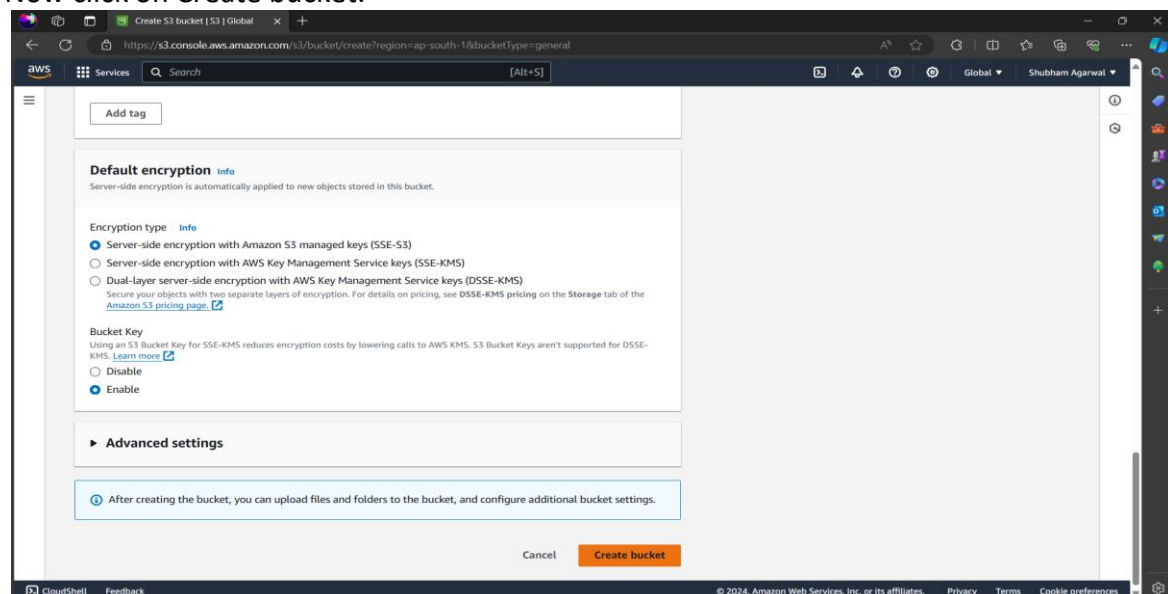 Now click on Create bucket.
Create S3 bucket | S3 | Global
https://s3.console.aws.amazon.com/s3/bucket/create?region=ap-south-1&bucketType=general
aws
Services
Search
[Alt+S]
Global
Shubham Agarwal
Add tag
Default encryption Info
Server-side encryption is automatically applied to new objects stored in this bucket.
Encryption type Info
Server-side encryption with Amazon S3 managed keys (SSE-S3)
Server-side encryption with AWS Key Management Service keys (SSE-KMS)
Dual-layer server-side encryption with AWS Key Management Service keys (DSSE-KMS)
Secure your objects with two separate layers of encryption. For details on pricing, see DSSE-KMS pricing on the Storage tab of the
Amazon S3 pricing page.
Bucket Key
Using an S3 Bucket Key for SSE-KMS reduces encryption costs by lowering calls to AWS KMS. S3 Bucket Keys aren't supported for DSSE-
KMS. Learn more
Disable
Enable
Advanced settings
After creating the bucket, you can upload files and folders to the bucket, and configure additional bucket settings.
Cancel
Create bucket
CloudShell Feedback
© 2024, Amazon Web Services, Inc. or its affiliates. Privacy Terms Cookie preferences